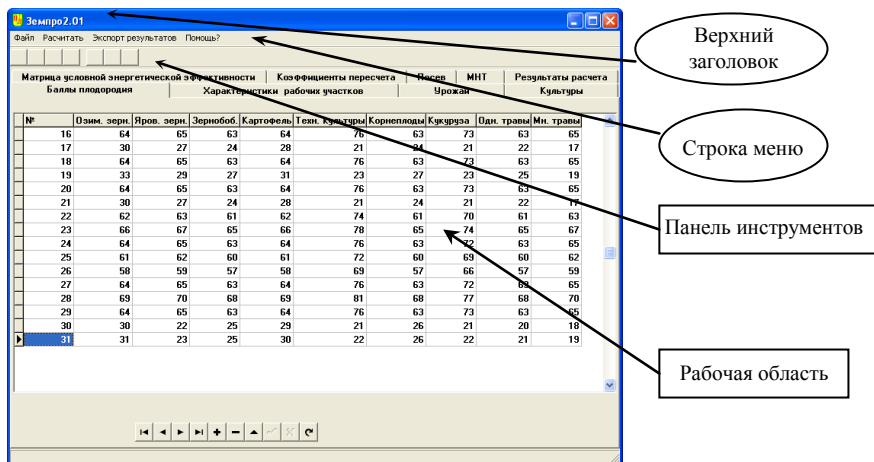 Земпро2.01
Файл Расчитать Экспорт результатов Помощь?
Матрица условной энергетической эффективности Коэффициенты пересчета Посев МНТ Результаты расчета
Баллы плодородия Характеристики рабочих участков Урожаи Культуры
№ Озим. зерн. Яров. зерн. Зернобоб. Картофель Техн. культуры Корнеплоды Кукуруза Одн. травы Мн. травы
16 64 65 63 64 76 63 73 63 65
17 30 27 24 28 21 24 21 22 17
18 64 65 63 64 76 63 73 63 65
19 33 29 27 31 23 27 23 25 19
20 64 65 63 64 76 63 73 63 65
21 30 27 24 28 21 24 21 22 17
22 62 63 61 62 74 61 70 61 63
23 66 67 65 66 78 65 74 65 67
24 64 65 63 64 76 63 72 63 65
25 61 62 60 61 72 60 69 60 62
26 58 59 57 58 69 57 66 57 59
27 64 65 63 64 76 63 72 63 65
28 69 70 68 69 81 68 77 68 70
29 64 65 63 64 76 63 73 63 65
30 30 22 25 29 21 26 21 20 18
31 31 23 25 30 22 26 22 21 19
Верхний
заголовок
Строка меню
Панель инструментов
Рабочая область